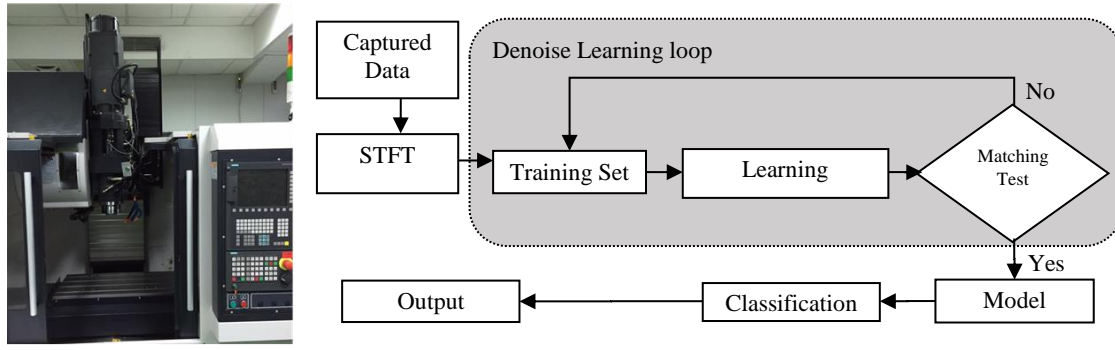 Captured
Data
Denoise Learning loop
No
STFT
Training Set
Learning
Matching
Test
Yes
Output
Classification
Model